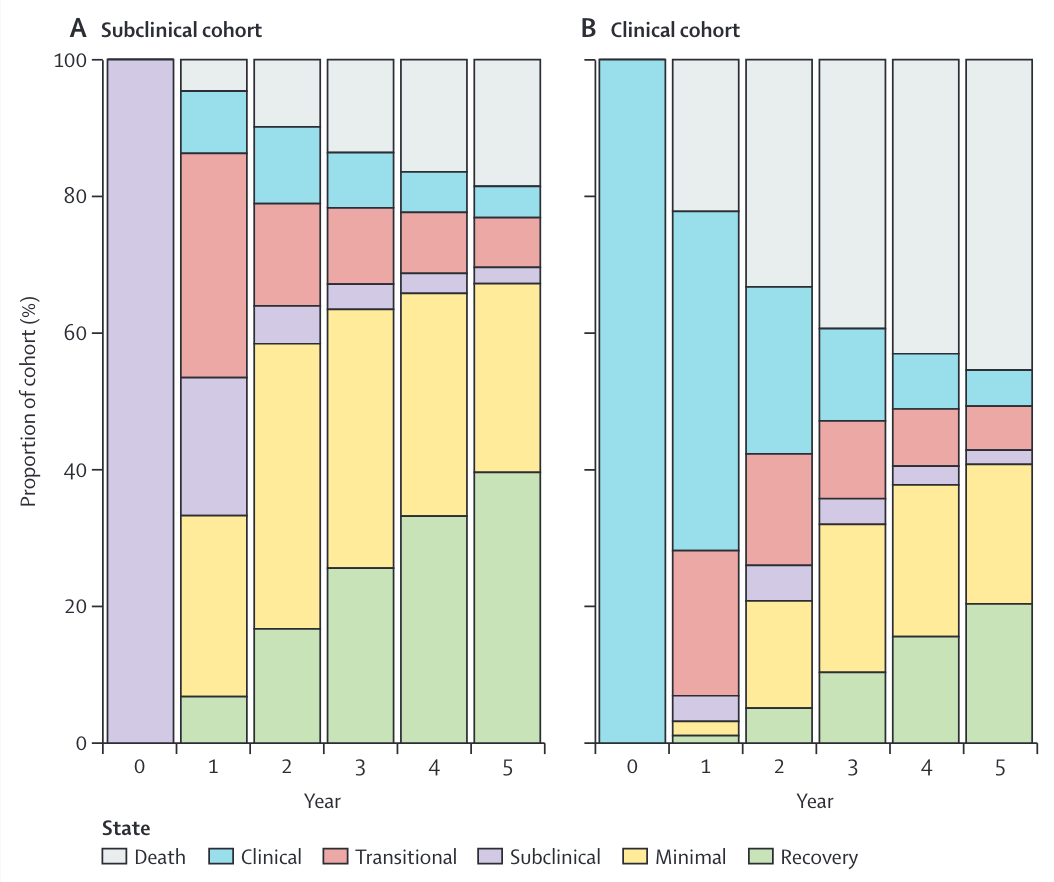 A Subclinical cohort
B Clinical cohort
Proportion of cohort (%)
100
80
60
40
20
0
0 1 2 3 4 5
0 1 2 3 4 5
Year
Year
State
Death Clinical Transitional Subclinical Minimal Recovery